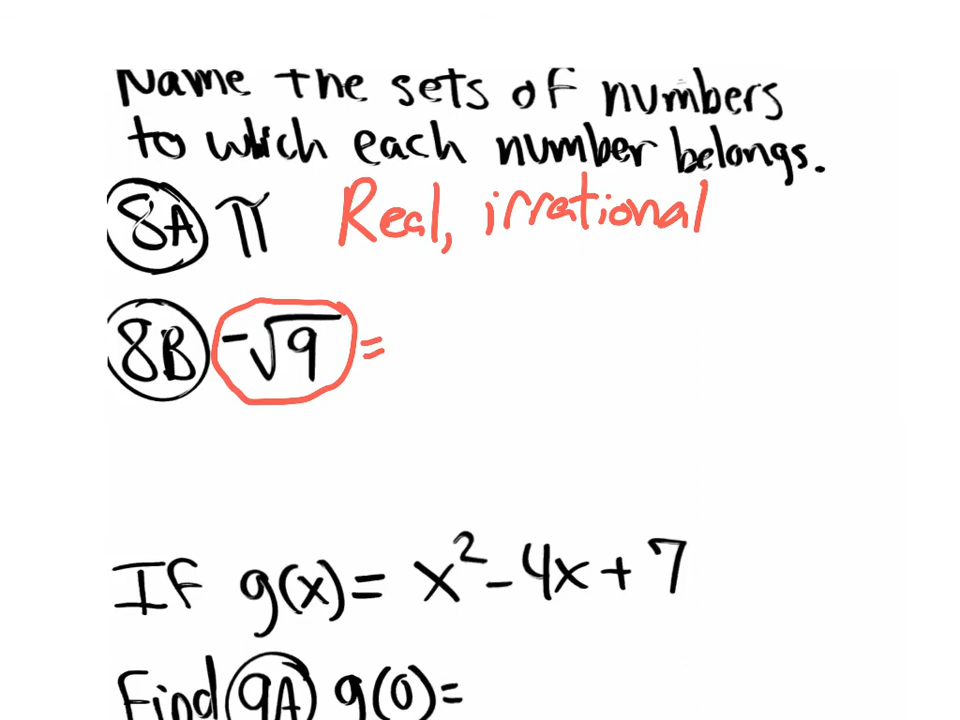 Name the sets of numbers
to which each number belongs.
8A π Real, irrational
8B -√9 =
If g(x) = x² - 4x + 7
Find 9A g(0) =